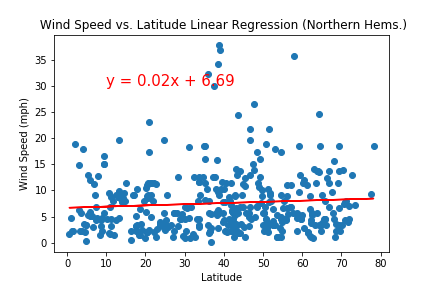 Wind Speed vs. Latitude Linear Regression (Northern Hems.)
35
30
25
20
15
10
5
0
Wind Speed (mph)
y = 0.02x + 6.69
0 10 20 30 40 50 60 70 80
Latitude